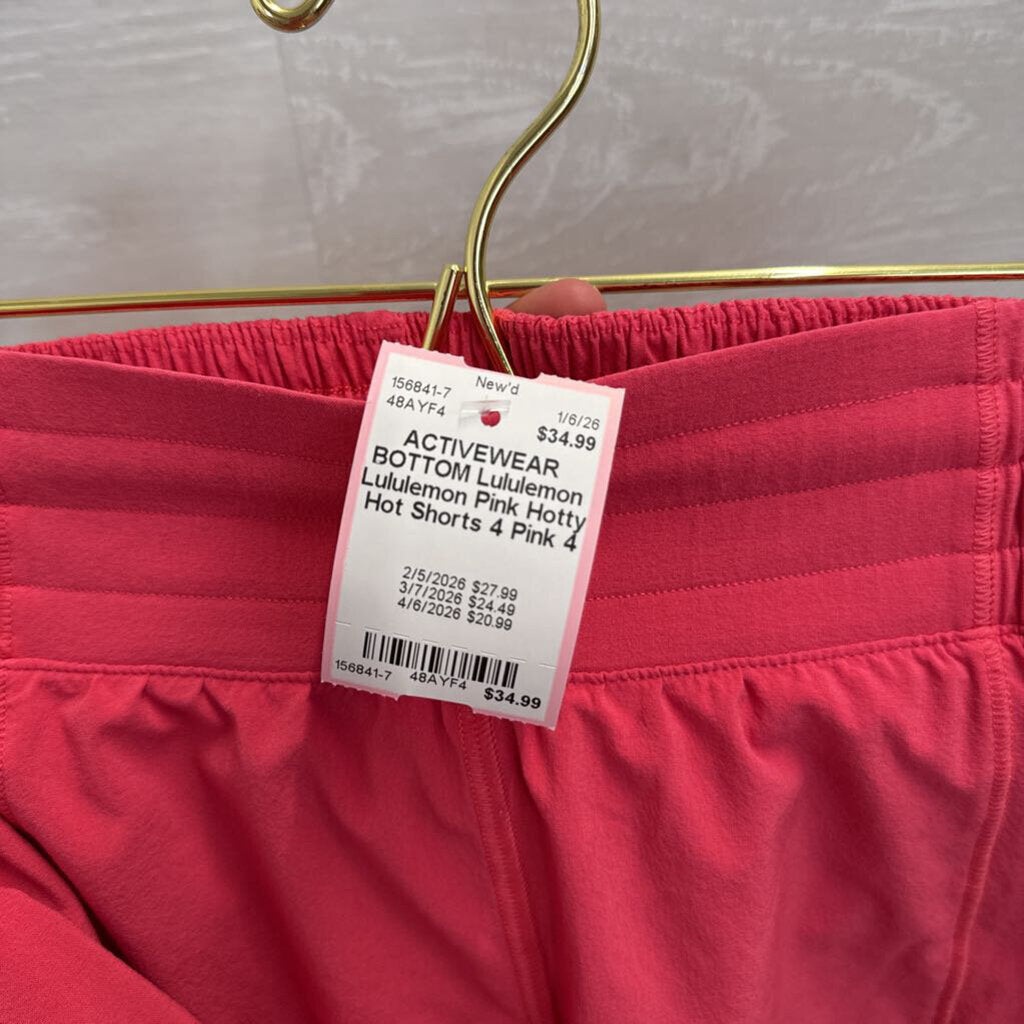 156841-7 New'd
48AYF4 1/6/26
$34.99
ACTIVEWEAR
BOTTOM Lululemon
Lululemon Pink Hotty
Hot Shorts 4 Pink 4
2/5/2026 $27.99
3/7/2026 $24.49
4/6/2026 $20.99
156841-7 48AYF4 $34.99